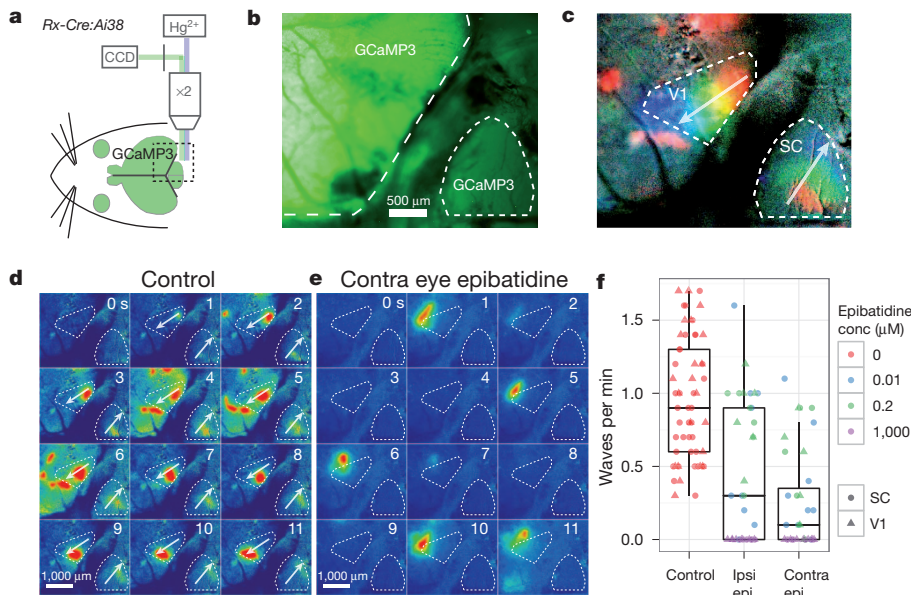 a
Rx-Cre:Ai38
Hg²⁺
CCD
×2
GCaMP3
b
GCaMP3
GCaMP3
500 μm
c
V1
SC
d
Control
0 s
1
2
3
4
5
6
7
8
9
10
11
1,000 μm
e
Contra eye epibatidine
0 s
1
2
3
4
5
6
7
8
9
10
11
1,000 μm
f
Waves per min
1.5
1.0
0.5
0.0
Control
Ipsi
epi
Contra
epi
Epibatidine
conc (μM)
0
0.01
0.2
1,000
SC
V1